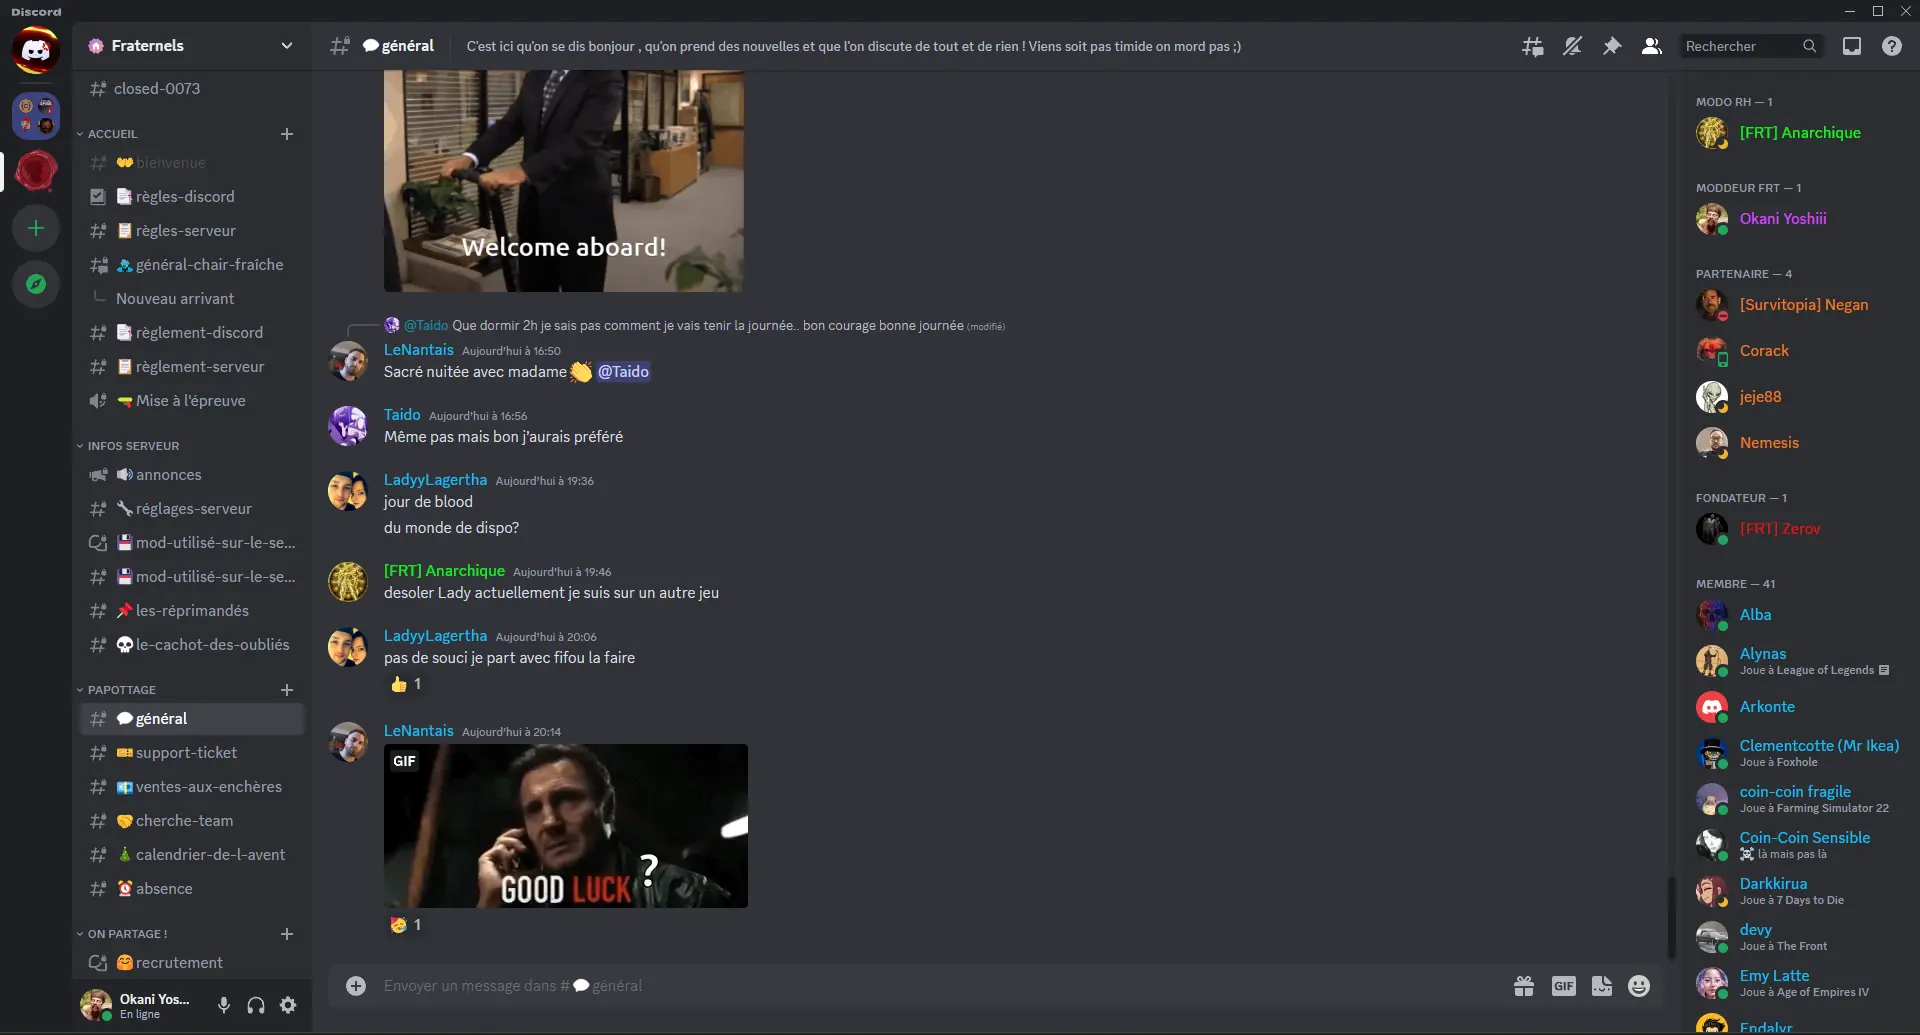 Discord
Fraternels
closed-0073
ACCUEIL
bienvenue
règles-discord
règles-serveur
général-chair-fraîche
Nouveau arrivant
règlement-discord
règlement-serveur
Mise à l'épreuve
INFOS SERVEUR
annonces
réglages-serveur
mod-utilisé-sur-le-se...
mod-utilisé-sur-le-se...
les-réprimandés
le-cachot-des-oubliés
PAPOTTAGE
général
support-ticket
ventes-aux-enchères
cherche-team
calendrier-de-l-avent
absence
ON PARTAGE !
recrutement
Okani Yos...
En ligne
général
C'est ici qu'on se dis bonjour , qu'on prend des nouvelles et que l'on discute de tout et de rien ! Viens soit pas timide on mord pas ;)
Rechercher
Welcome aboard!
@Taido Que dormir 2h je sais pas comment je vais tenir la journée.. bon courage bonne journée (modifié)
LeNantais Aujourd'hui à 16:50
Sacré nuitée avec madame 👏 @Taido
Taido Aujourd'hui à 16:56
Même pas mais bon j'aurais préféré
LadyyLagertha Aujourd'hui à 19:36
jour de blood
du monde de dispo?
[FRT] Anarchique Aujourd'hui à 19:46
desoler Lady actuellement je suis sur un autre jeu
LadyyLagertha Aujourd'hui à 20:06
pas de souci je part avec fifou la faire
👍 1
LeNantais Aujourd'hui à 20:14
GIF
GOOD LUCK ?
🥳 1
Envoyer un message dans # 💬général
GIF
MODO RH — 1
[FRT] Anarchique
MODDEUR FRT — 1
Okani Yoshiii
PARTENAIRE — 4
[Survitopia] Negan
Corack
jeje88
Nemesis
FONDATEUR — 1
[FRT] Zerov
MEMBRE — 41
Alba
Alynas
Joue à League of Legends
Arkonte
Clementcotte (Mr Ikea)
Joue à Foxhole
coin-coin fragile
Joue à Farming Simulator 22
Coin-Coin Sensible
☠️ là mais pas là
Darkkirua
Joue à 7 Days to Die
devy
Joue à The Front
Emy Latte
Joue à Age of Empires IV
Endalyr